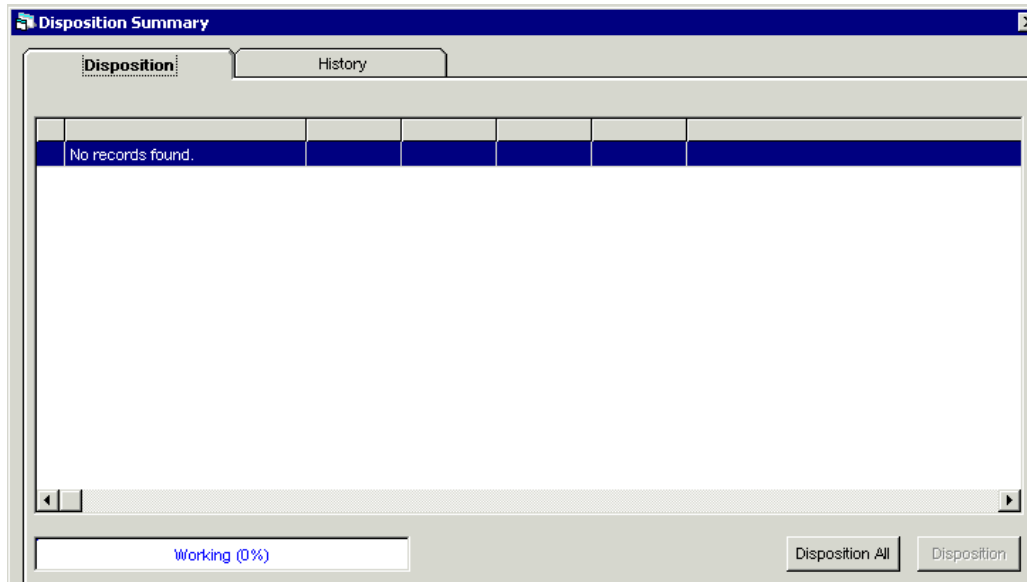 Disposition Summary
Disposition History
No records found.
Working (0%) Disposition All Disposition